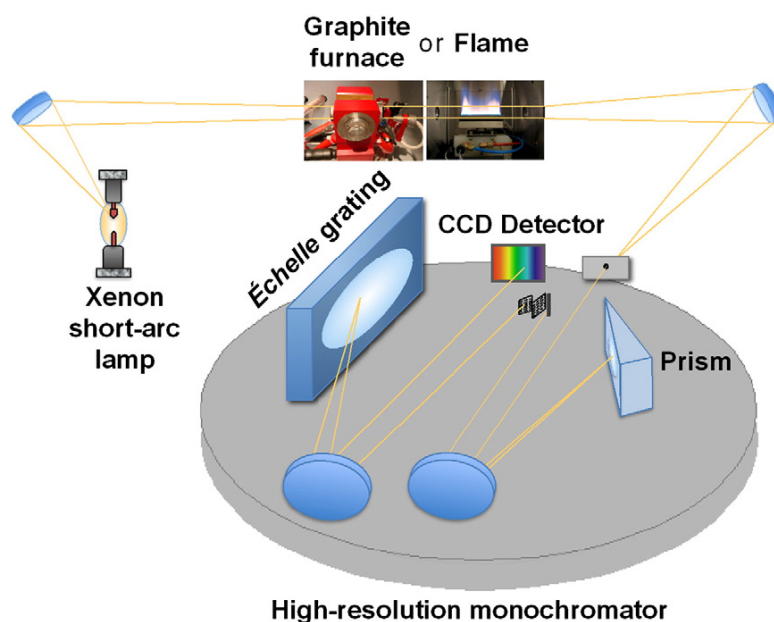 Graphite furnace or Flame
Échelle grating
CCD Detector
Xenon
short-arc
lamp
Prism
High-resolution monochromator